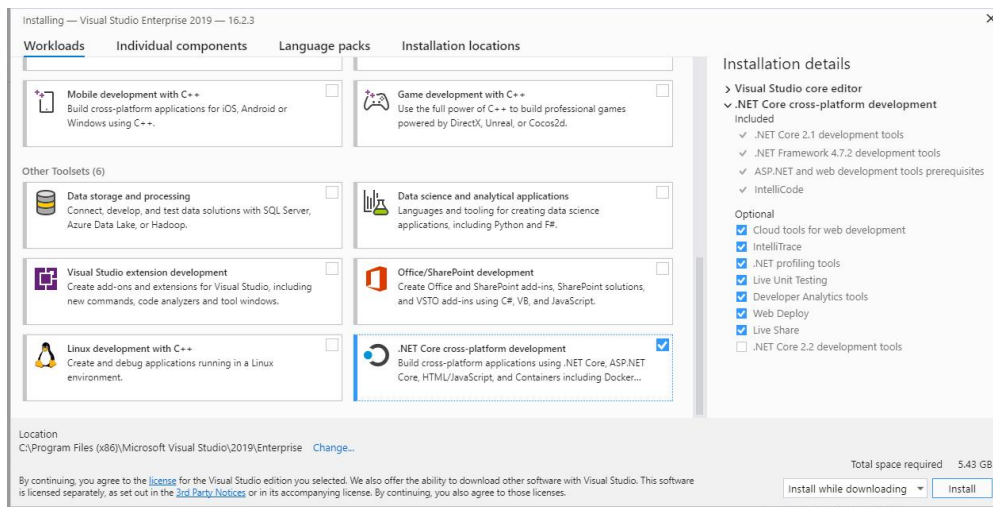 Installing — Visual Studio Enterprise 2019 — 16.2.3
Workloads Individual components Language packs Installation locations
Mobile development with C++
Build cross-platform applications for iOS, Android or
Windows using C++.
Game development with C++
Use the full power of C++ to build professional games
powered by DirectX, Unreal, or Cocos2d.
Other Toolsets (6)
Data storage and processing
Connect, develop, and test data solutions with SQL Server,
Azure Data Lake, or Hadoop.
Data science and analytical applications
Languages and tooling for creating data science
applications, including Python and F#.
Visual Studio extension development
Create add-ons and extensions for Visual Studio, including
new commands, code analyzers and tool windows.
Office/SharePoint development
Create Office and SharePoint add-ins, SharePoint solutions,
and VSTO add-ins using C#, VB, and JavaScript.
Linux development with C++
Create and debug applications running in a Linux
environment.
.NET Core cross-platform development
Build cross-platform applications using .NET Core, ASP.NET
Core, HTML/JavaScript, and Containers including Docker...
Installation details
Visual Studio core editor
.NET Core cross-platform development
Included
.NET Core 2.1 development tools
.NET Framework 4.7.2 development tools
ASP.NET and web development tools prerequisites
IntelliCode
Optional
Cloud tools for web development
IntelliTrace
.NET profiling tools
Live Unit Testing
Developer Analytics tools
Web Deploy
Live Share
.NET Core 2.2 development tools
Location
C:\Program Files (x86)\Microsoft Visual Studio\2019\Enterprise Change...
By continuing, you agree to the license for the Visual Studio edition you selected. We also offer the ability to download other software with Visual Studio. This software
is licensed separately, as set out in the 3rd Party Notices or in its accompanying license. By continuing, you also agree to those licenses.
Total space required 5.43 GB
Install while downloading Install